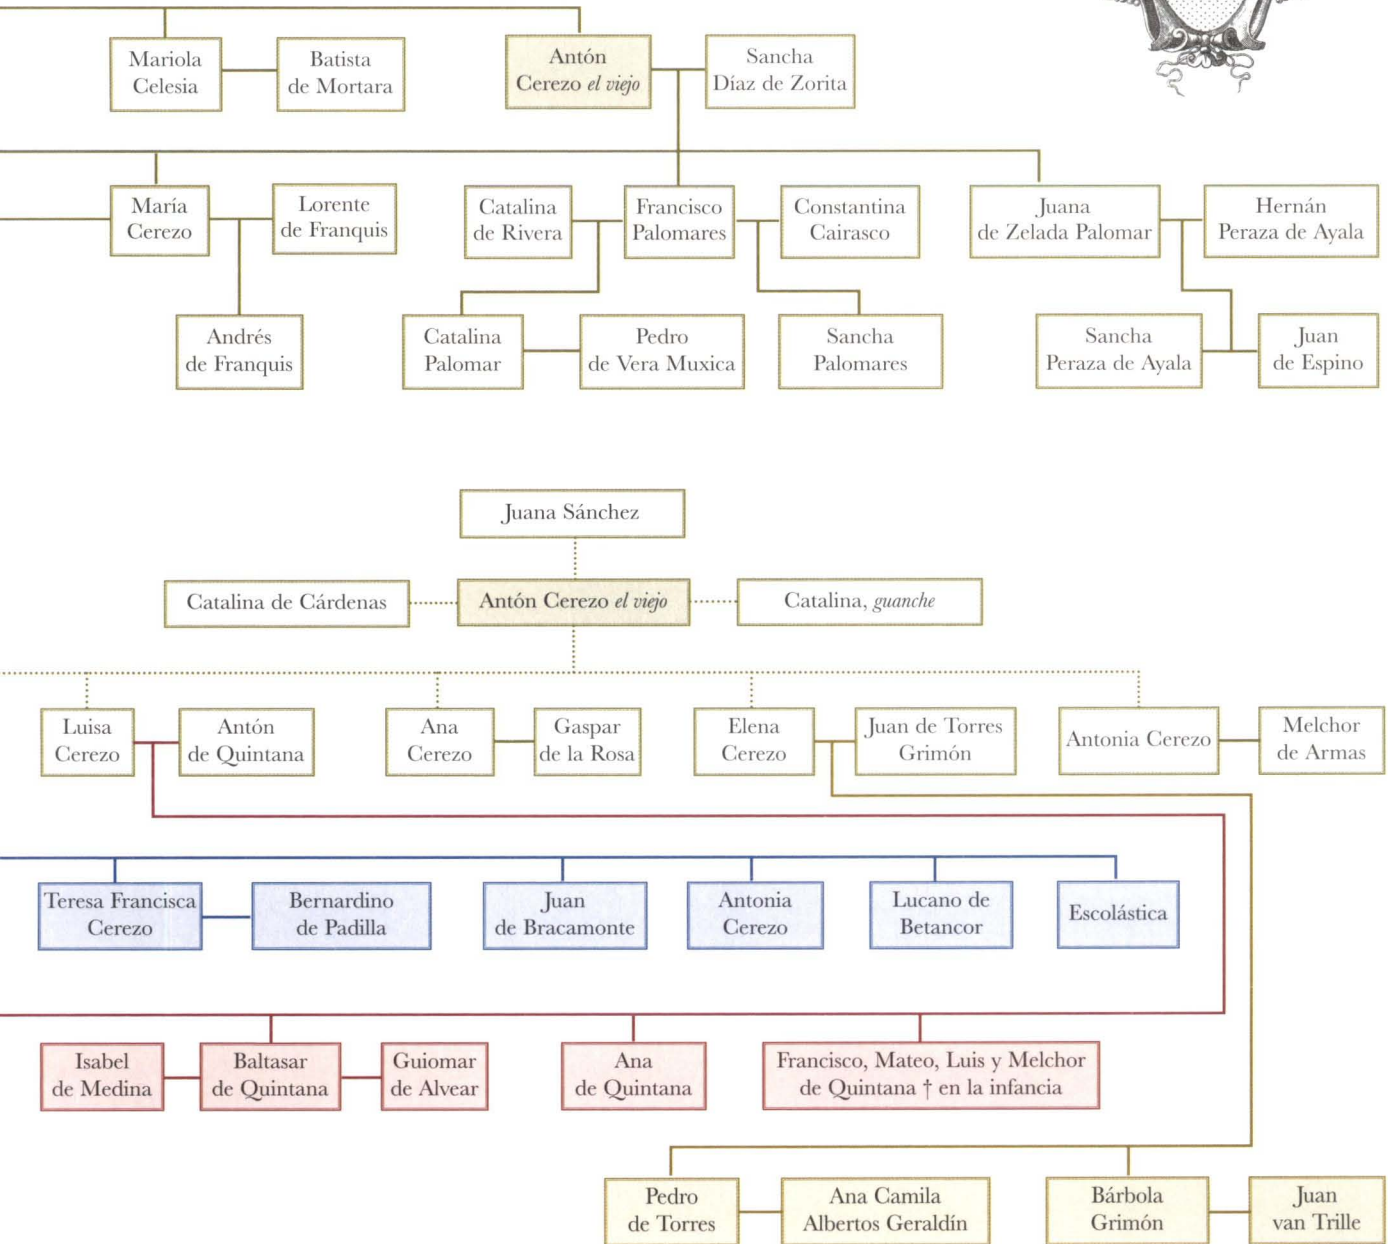 Mariola
Celesia
Batista
de Mortara
Antón
Cerezo el viejo
Sancha
Díaz de Zorita
María
Cerezo
Lorente
de Franquis
Catalina
de Rivera
Francisco
Palomares
Constantina
Cairasco
Juana
de Zelada Palomar
Hernán
Peraza de Ayala
Andrés
de Franquis
Catalina
Palomar
Pedro
de Vera Muxica
Sancha
Palomares
Sancha
Peraza de Ayala
Juan
de Espino
Juana Sánchez
Catalina de Cárdenas
Antón Cerezo el viejo
Catalina, guanche
Luisa
Cerezo
Antón
de Quintana
Ana
Cerezo
Gaspar
de la Rosa
Elena
Cerezo
Juan de Torres
Grimón
Antonia Cerezo
Melchor
de Armas
Teresa Francisca
Cerezo
Bernardino
de Padilla
Juan
de Bracamonte
Antonia
Cerezo
Lucano de
Betancor
Escolástica
Isabel
de Medina
Baltasar
de Quintana
Guiomar
de Alvear
Ana
de Quintana
Francisco, Mateo, Luis y Melchor
de Quintana † en la infancia
Pedro
de Torres
Ana Camila
Albertos Geraldín
Bárbola
Grimón
Juan
van Trille